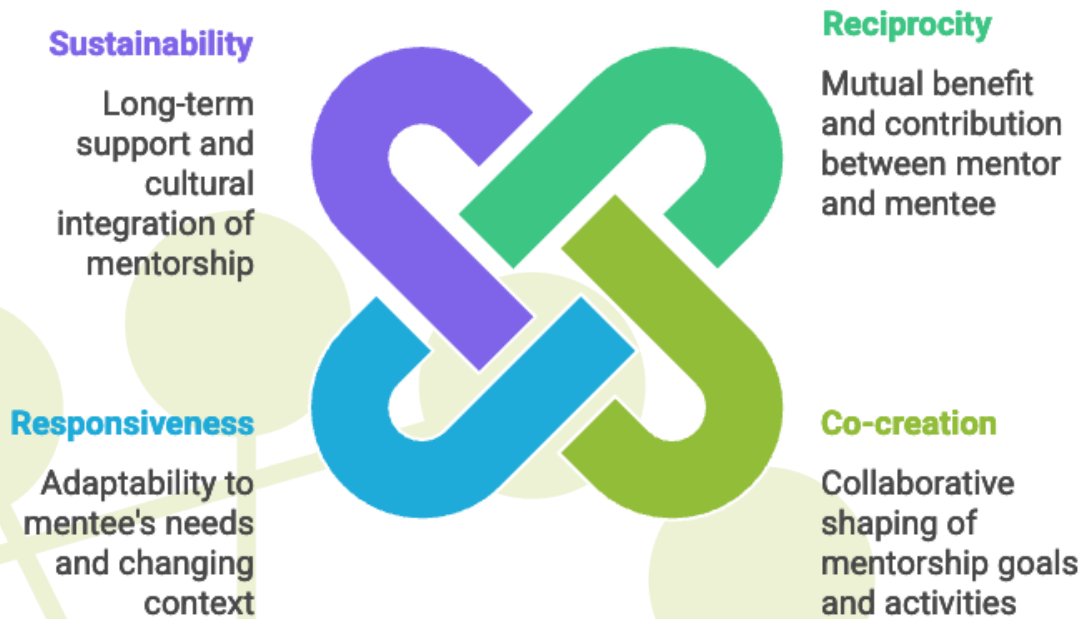 Sustainability
Long-term
support and
cultural
integration of
mentorship
Reciprocity
Mutual benefit
and contribution
between mentor
and mentee
Responsiveness
Adaptability to
mentee's needs
and changing
context
Co-creation
Collaborative
shaping of
mentorship goals
and activities